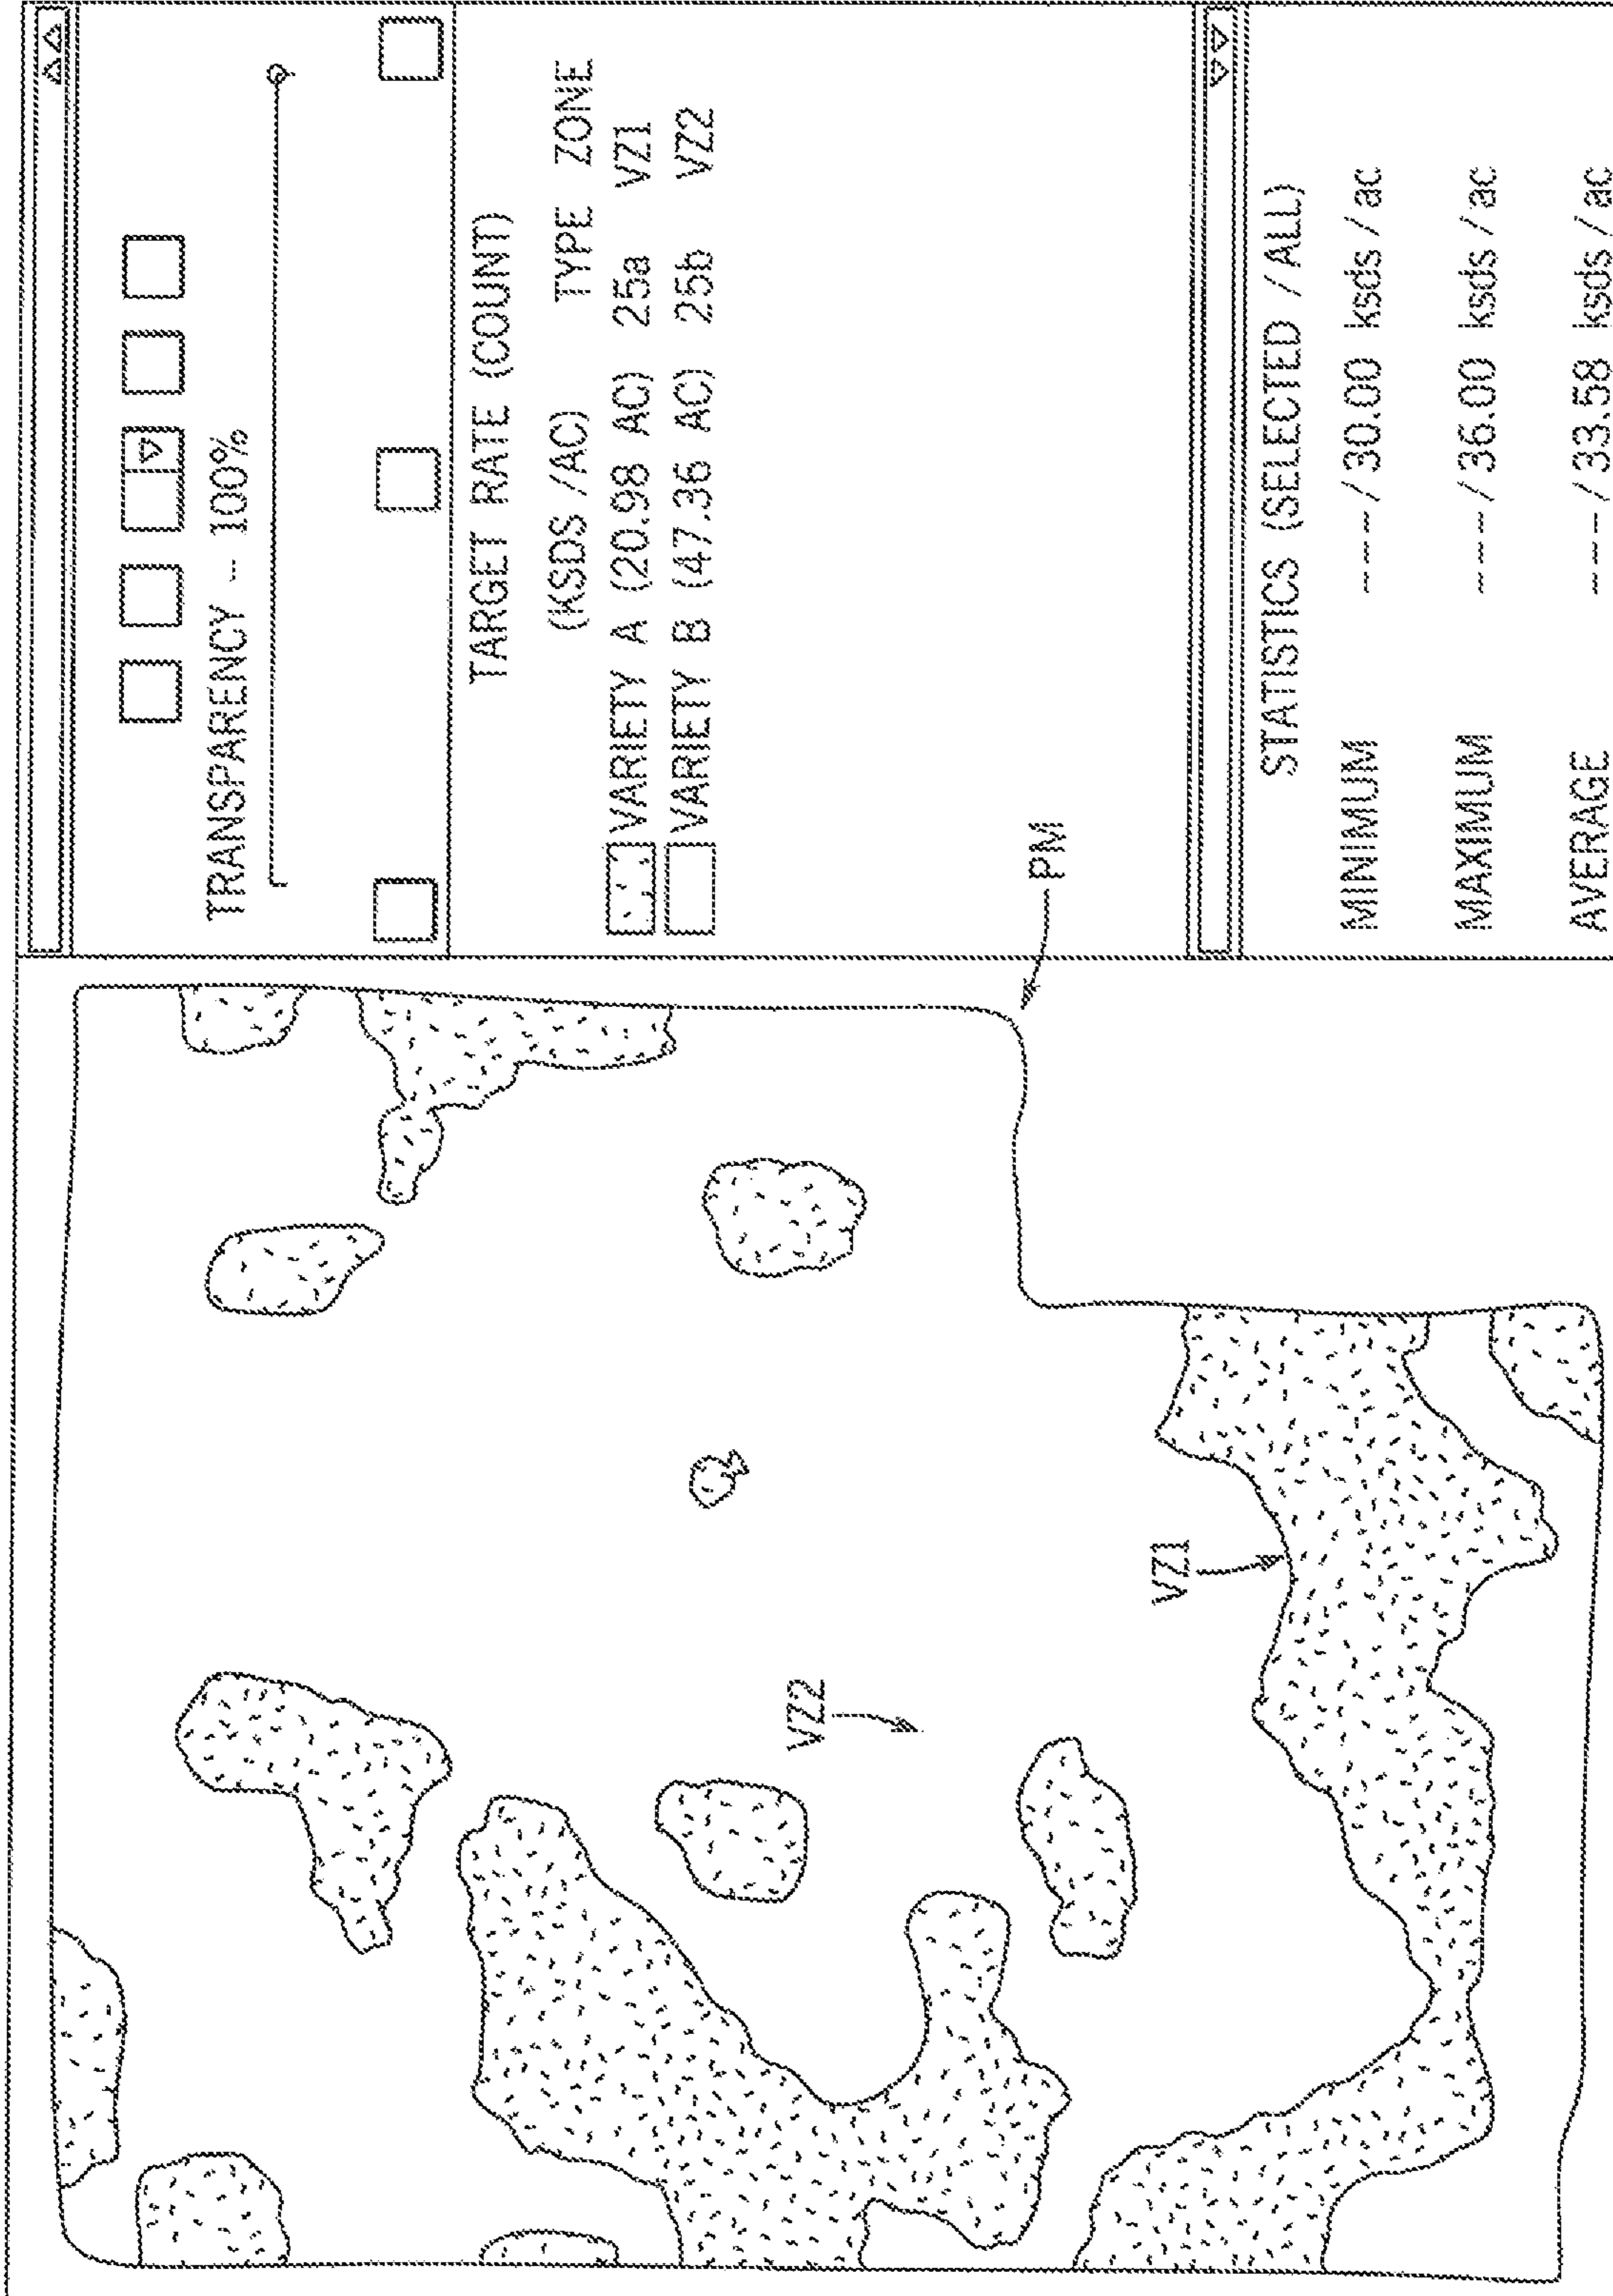 TRANSPARENCY - 100%
TARGET RATE (COUNT)
(KSDS /AC) TYPE ZONE
VARIETY A (20.98 AC) 25a VZ1
VARIETY B (47.36 AC) 25b VZ2
PM
VZ2
VZ1
STATISTICS (SELECTED / ALL)
MINIMUM ---/ 30.00 ksds / ac
MAXIMUM ---/ 36.00 ksds / ac
AVERAGE ---/ 33.58 ksds / ac